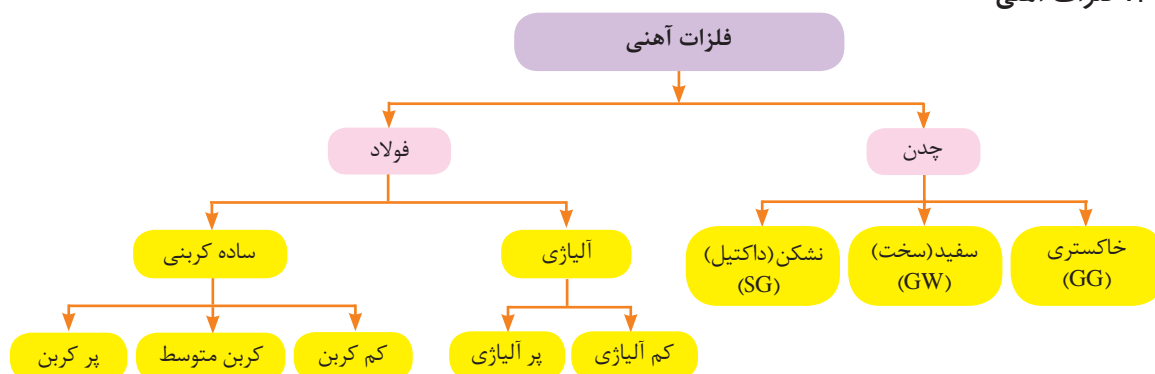 فلزات آهنی
چدن
فولاد
خاکستری
(GG)
سفید(سخت)
(GW)
نشکن(داکتیل)
(SG)
آلیاژی
ساده کربنی
کم آلیاژی
پر آلیاژی
کم کربن
کربن متوسط
پر کربن